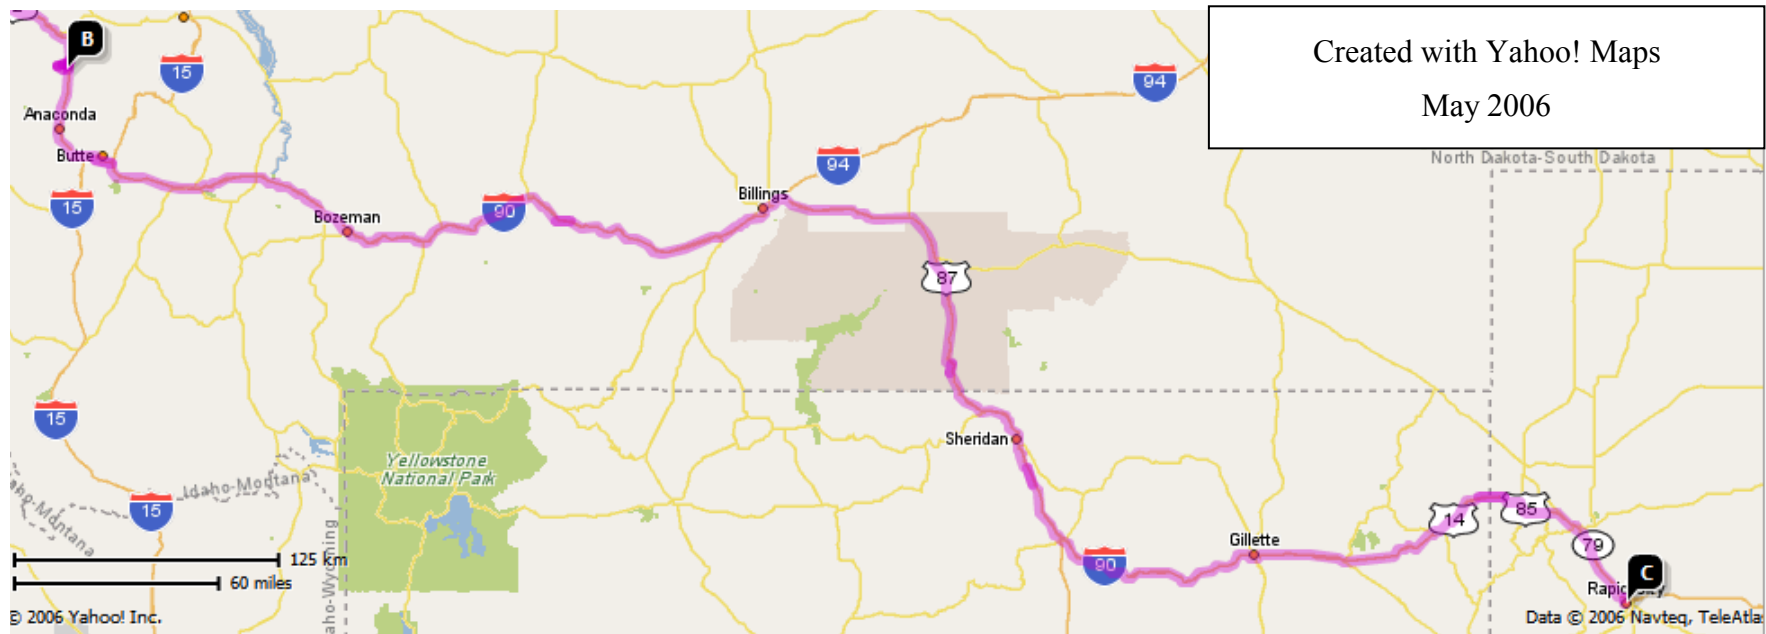 Created with Yahoo! Maps
May 2006
B
15
94
Anaconda
Butte
94
North Dakota-South Dakota
15
Billings
90
Bozeman
87
15
Sheridan
Yellowstone
National Park
Idaho-Montana
15
14
85
79
Gillette
90
C
125 km
60 miles
© 2006 Yahoo! Inc.
Data © 2006 Navteq, TeleAtla